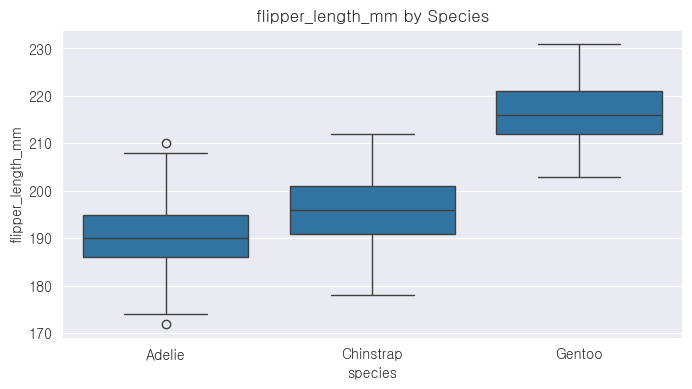 flipper_length_mm by Species
flipper_length_mm
230
220
210
200
190
180
170
Adelie
Chinstrap
Gentoo
species